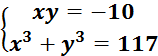 xy = −10
x³ + y³ = 117